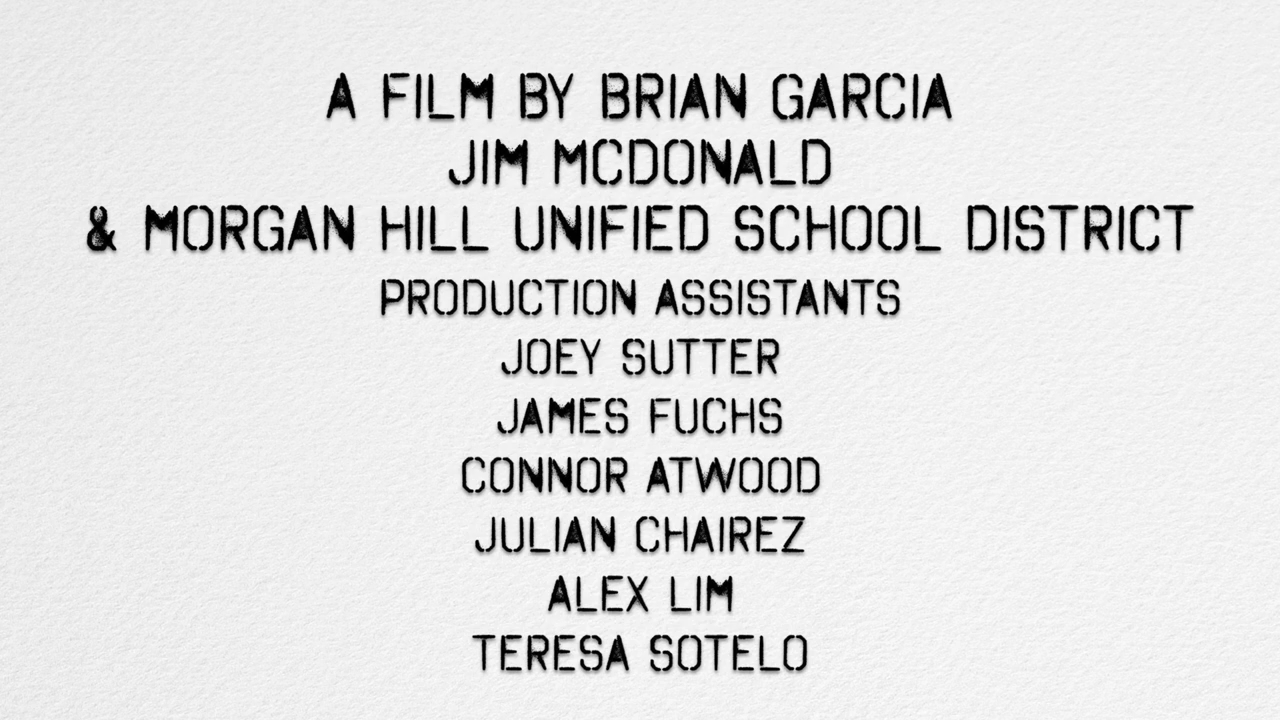 A FILM BY BRIAN GARCIA
JIM MCDONALD
& MORGAN HILL UNIFIED SCHOOL DISTRICT
PRODUCTION ASSISTANTS
JOEY SUTTER
JAMES FUCHS
CONNOR ATWOOD
JULIAN CHAIREZ
ALEX LIM
TERESA SOTELO